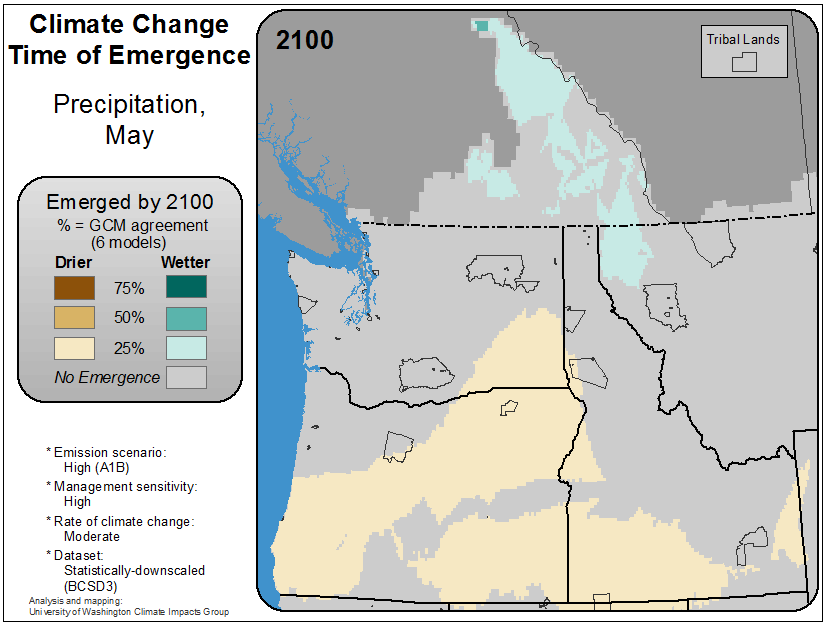 Climate Change
Time of Emergence
Precipitation,
May
Emerged by 2100
% = GCM agreement
(6 models)
Drier Wetter
75%
50%
25%
No Emergence
* Emission scenario:
High (A1B)
* Management sensitivity:
High
* Rate of climate change:
Moderate
* Dataset:
Statistically-downscaled
(BCSD3)
Analysis and mapping:
University of Washington Climate Impacts Group
2100
Tribal Lands